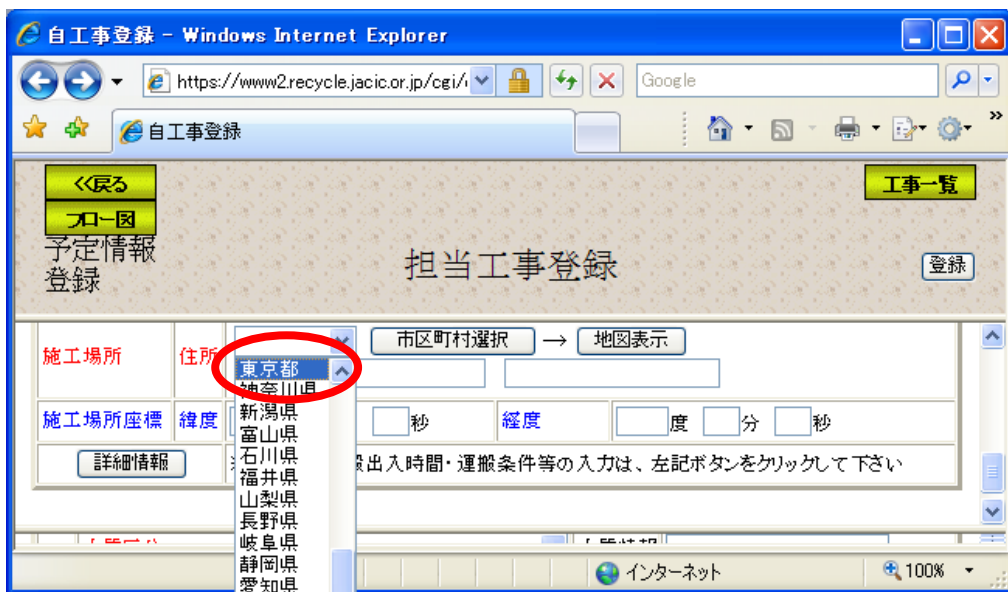 自工事登録 - Windows Internet Explorer
https://www2.recycle.jacic.or.jp/cgi/
Google
自工事登録
<<戻る
工事一覧
フロー図
予定情報
登録
担当工事登録
登録
施工場所
住所
市区町村選択 → 地図表示
東京都
神奈川県
新潟県
富山県
石川県
福井県
山梨県
長野県
岐阜県
静岡県
愛知県
施工場所座標 緯度 秒 経度 度 分 秒
詳細情報
出入時間・運搬条件等の入力は、左記ボタンをクリックして下さい
インターネット
100%